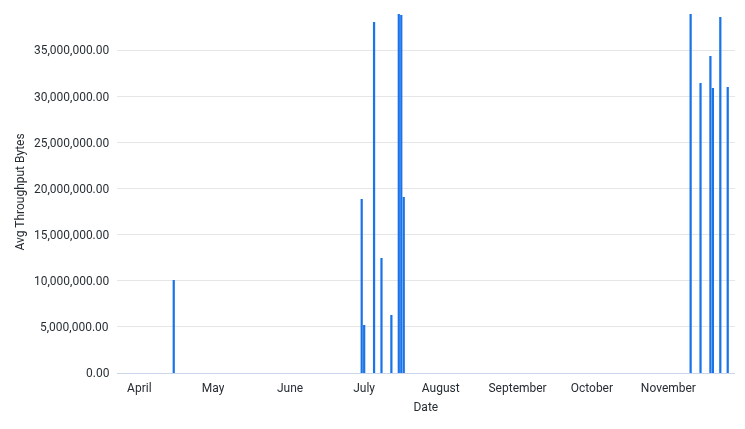 35,000,000.00
30,000,000.00
25,000,000.00
20,000,000.00
15,000,000.00
10,000,000.00
5,000,000.00
0.00
Avg Throughput Bytes
April May June July August September October November
Date